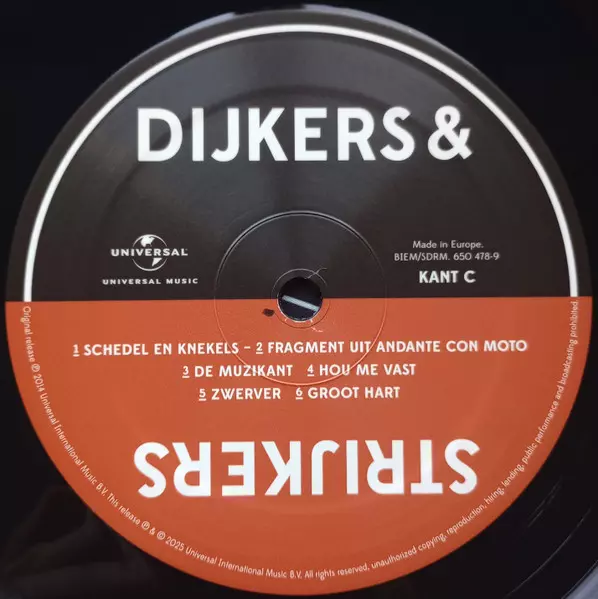 DIJKERS &
UNIVERSAL
UNIVERSAL MUSIC
Made in Europe.
BIEM/SDRM. 650 478-9
KANT C
1 SCHEDEL EN KNEKELS – 2 FRAGMENT UIT ANDANTE CON MOTO
3 DE MUZIKANT 4 HOU ME VAST
5 ZWERVER 6 GROOT HART
STRIJKERS
Original release ℗ 2014 Universal International Music B.V. This release ℗ & © 2025 Universal International Music B.V. All rights reserved, unauthorized copying, reproduction, hiring, lending, public performance and broadcasting prohibited.